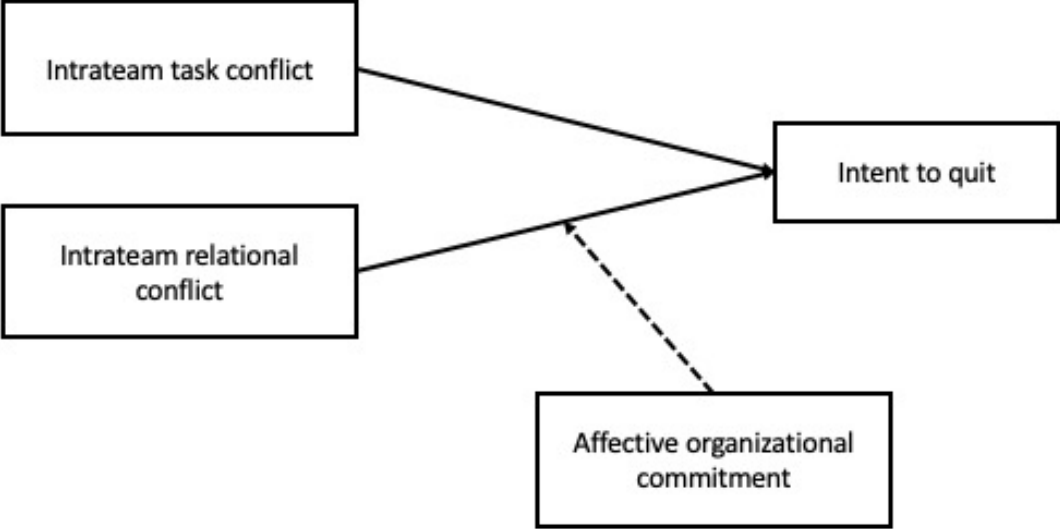 Intrateam task conflict
Intrateam relational
conflict
Intent to quit
Affective organizational
commitment